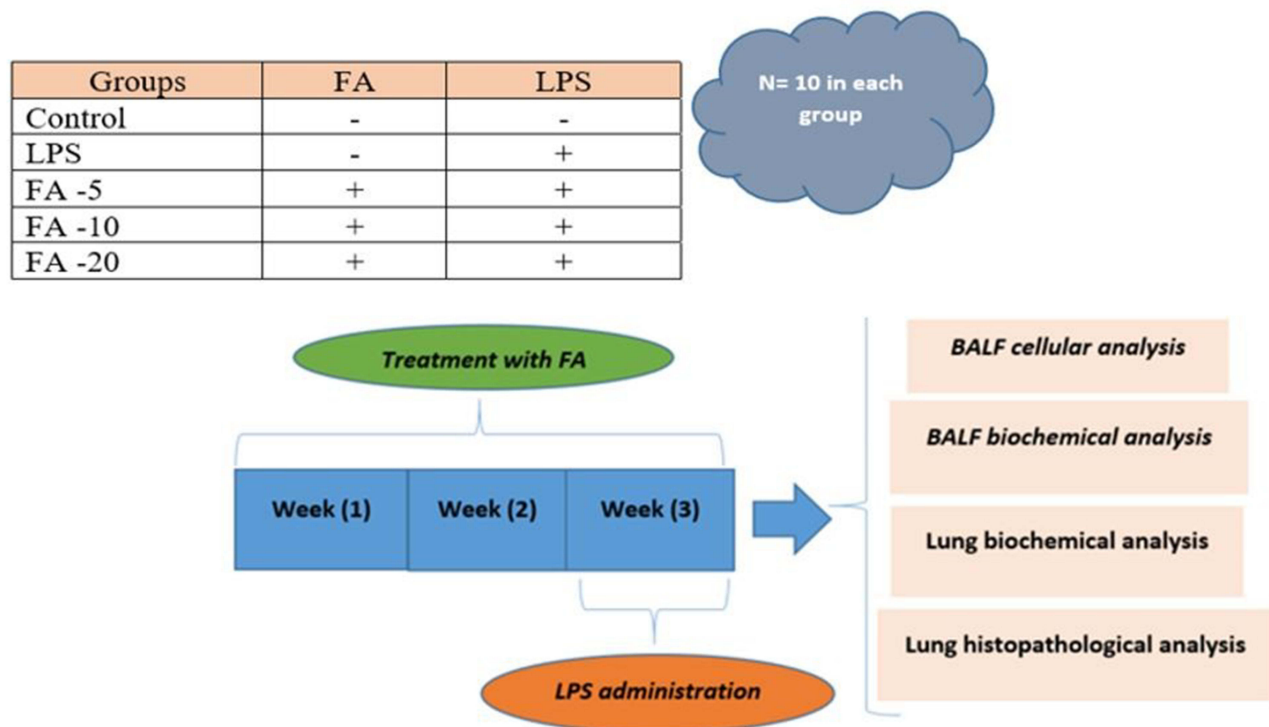 Groups FA LPS
Control - -
LPS - +
FA -5 + +
FA -10 + +
FA -20 + +
N= 10 in each
group
Treatment with FA
Week (1) Week (2) Week (3)
LPS administration
BALF cellular analysis
BALF biochemical analysis
Lung biochemical analysis
Lung histopathological analysis